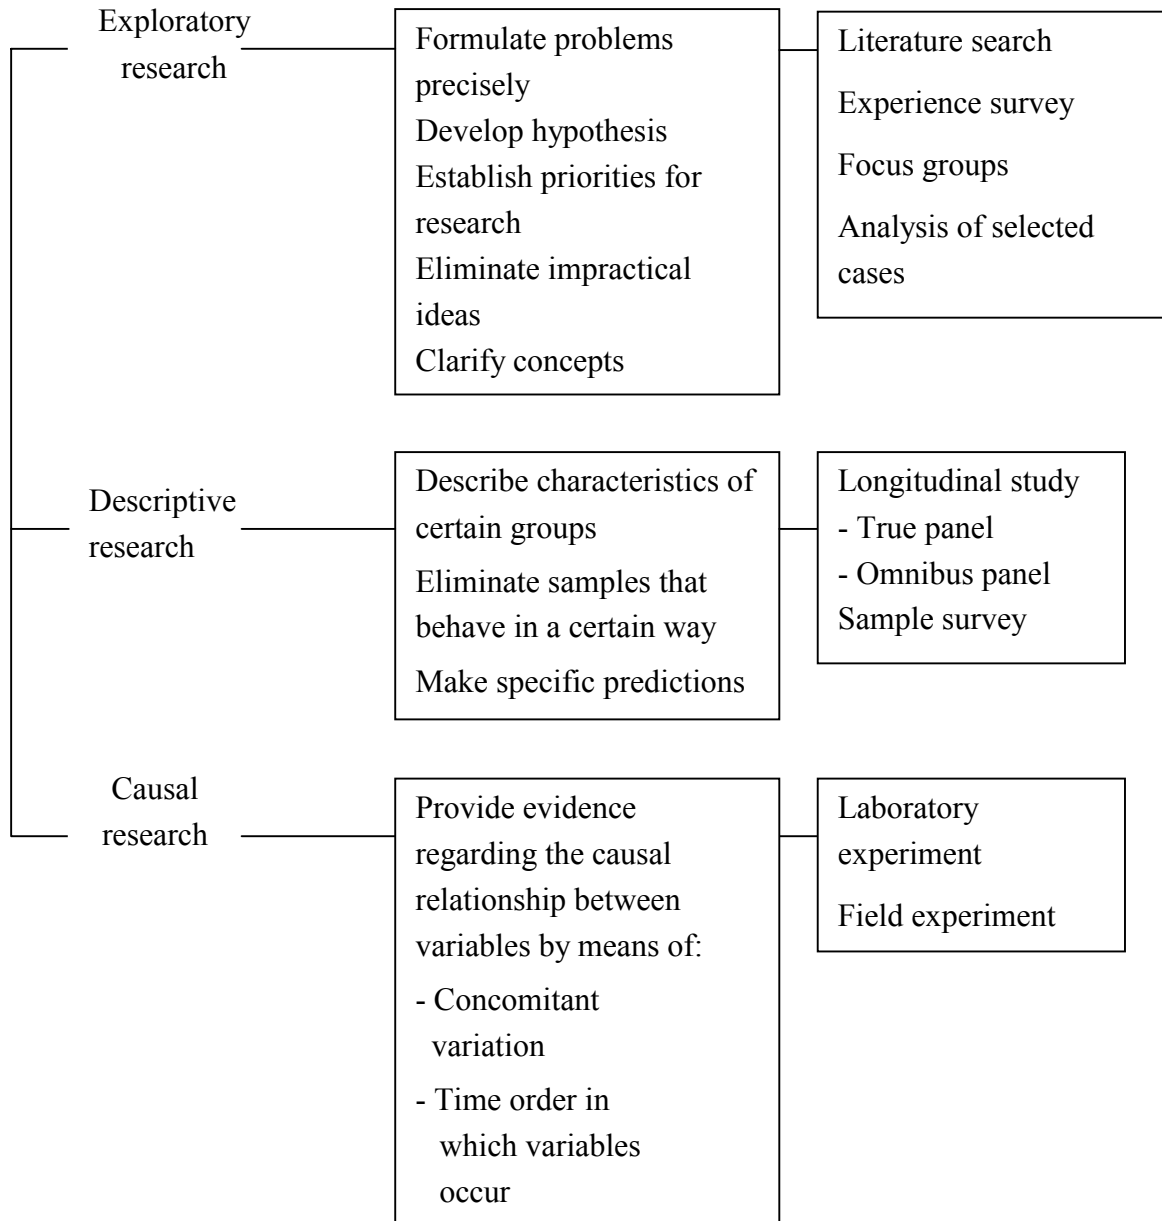 Exploratory
research
Formulate problems
precisely
Develop hypothesis
Establish priorities for
research
Eliminate impractical
ideas
Clarify concepts
Literature search
Experience survey
Focus groups
Analysis of selected
cases
Descriptive
research
Describe characteristics of
certain groups
Eliminate samples that
behave in a certain way
Make specific predictions
Longitudinal study
- True panel
- Omnibus panel
Sample survey
Causal
research
Provide evidence
regarding the causal
relationship between
variables by means of:
- Concomitant
variation
- Time order in
which variables
occur
Laboratory
experiment
Field experiment